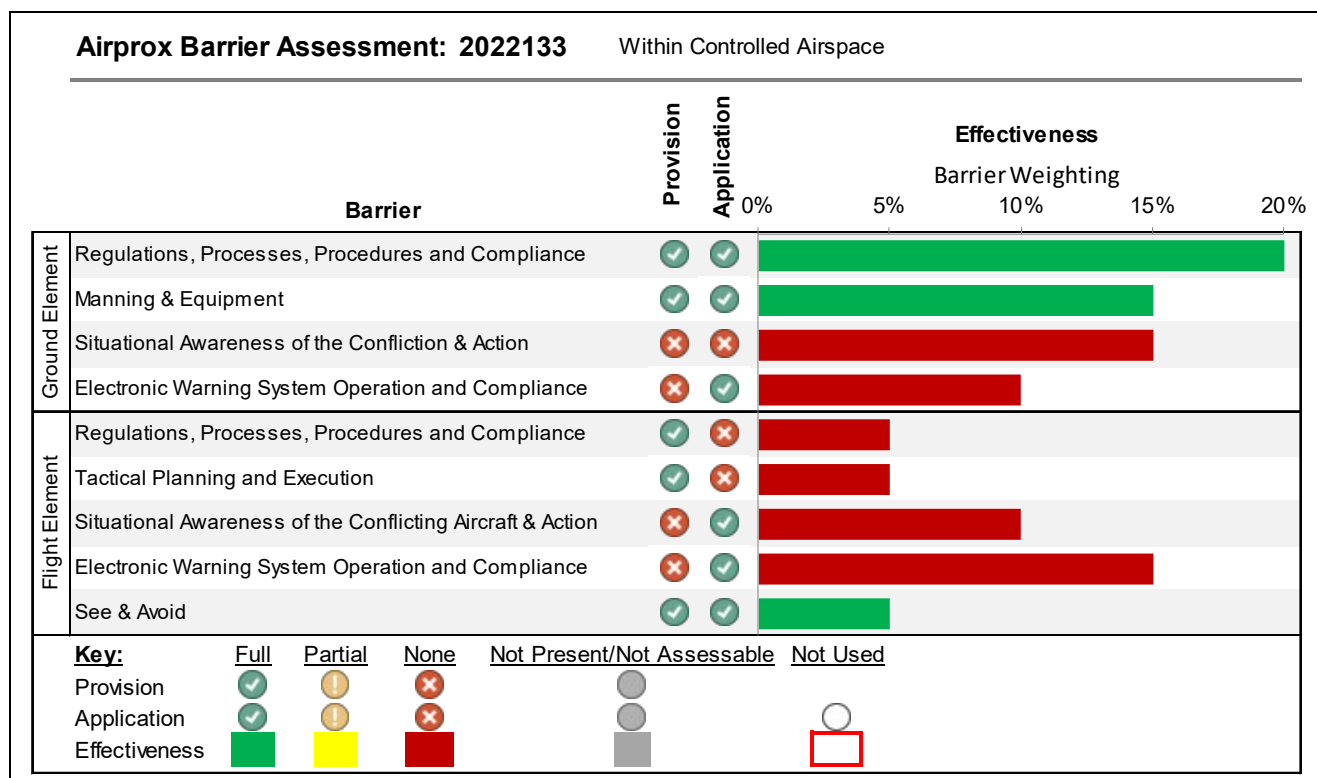 Airprox Barrier Assessment: 2022133 Within Controlled Airspace
Provision
Application
Effectiveness
Barrier Weighting
Barrier
0% 5% 10% 15% 20%
Ground Element
Regulations, Processes, Procedures and Compliance
Manning & Equipment
Situational Awareness of the Confliction & Action
Electronic Warning System Operation and Compliance
Flight Element
Regulations, Processes, Procedures and Compliance
Tactical Planning and Execution
Situational Awareness of the Conflicting Aircraft & Action
Electronic Warning System Operation and Compliance
See & Avoid
Key: Full Partial None Not Present/Not Assessable Not Used
Provision
Application
Effectiveness